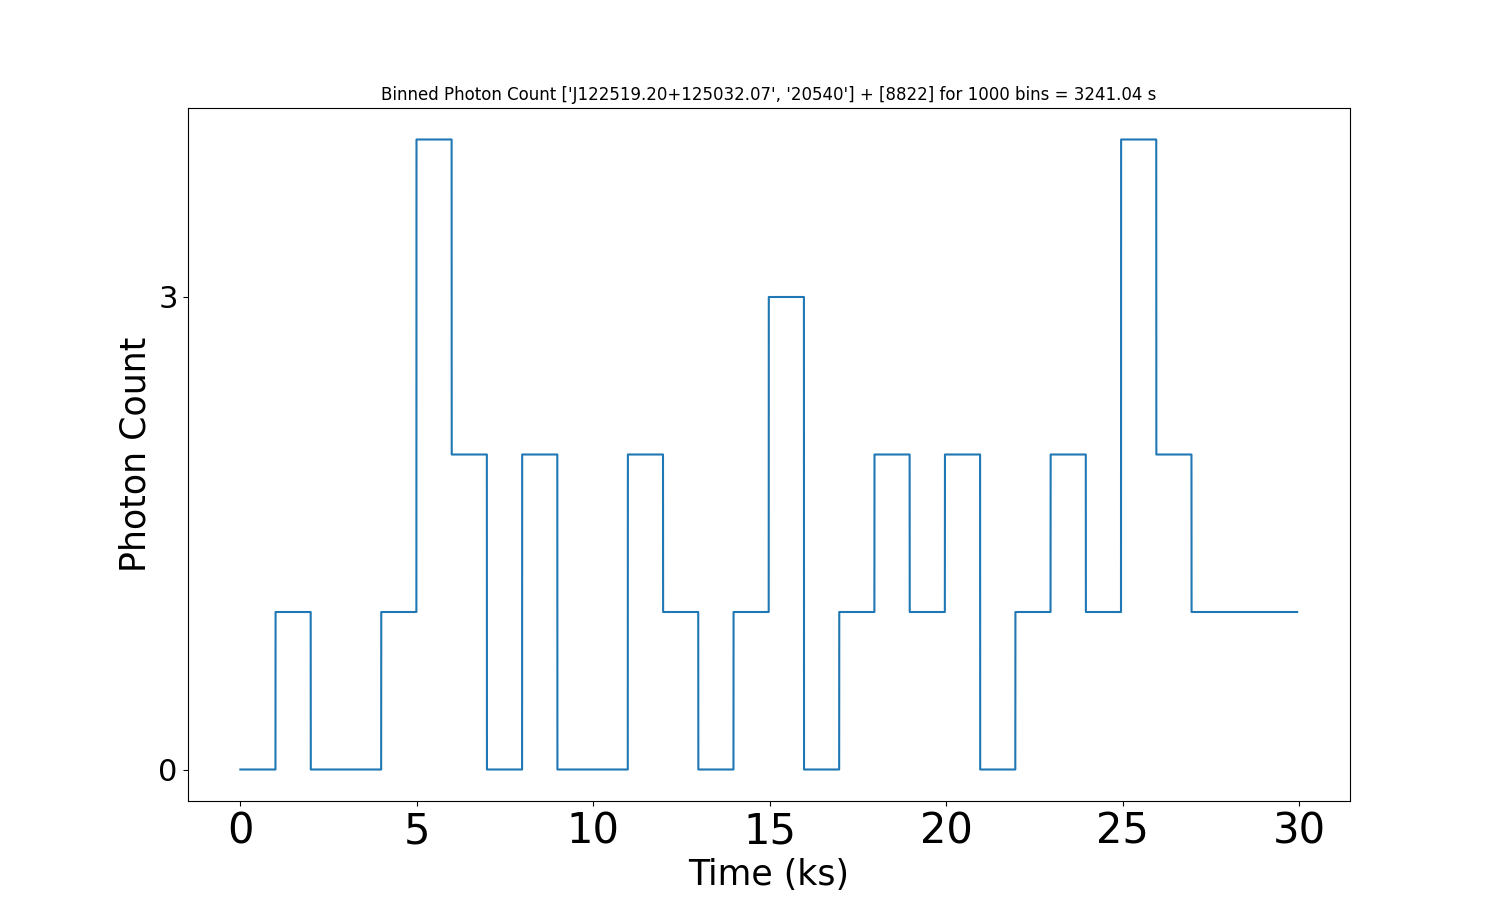 Binned Photon Count ['J122519.20+125032.07', '20540'] + [8822] for 1000 bins = 3241.04 s
3
Photon Count
0
0 5 10 15 20 25 30
Time (ks)